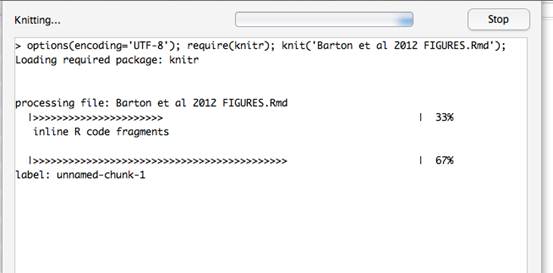 Knitting...
Stop
> options(encoding='UTF-8'); require(knitr); knit('Barton et al 2012 FIGURES.Rmd');
Loading required package: knitr
processing file: Barton et al 2012 FIGURES.Rmd
|>>>>>>>>>>>>>>>>>>>>>> | 33%
inline R code fragments
|>>>>>>>>>>>>>>>>>>>>>>>>>>>>>>>>>>>>>>>>>>> | 67%
label: unnamed-chunk-1